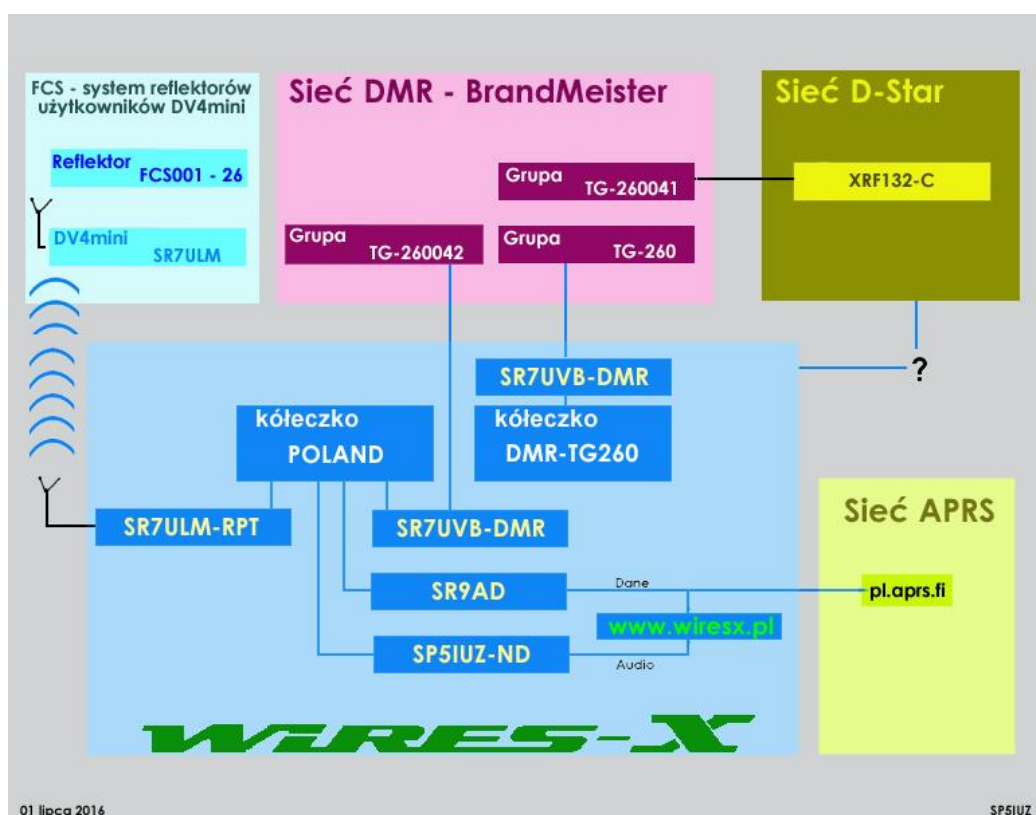 FCS - system reflektorów
użytkowników DV4mini
Reflektor
FCS001 - 26
DV4mini
SR7ULM
Sieć DMR - BrandMeister
Grupa
TG-260041
Grupa
TG-260042
Grupa
TG-260
Sieć D-Star
XRF132-C
?
SR7UVB-DMR
kółeczko
POLAND
kółeczko
DMR-TG260
SR7ULM-RPT
SR7UVB-DMR
SR9AD
Dane
www.wiresx.pl
SP5IUZ-ND
Audio
WIRES-X
Sieć APRS
pl.aprs.fi
01 lipca 2016
SP5IUZ